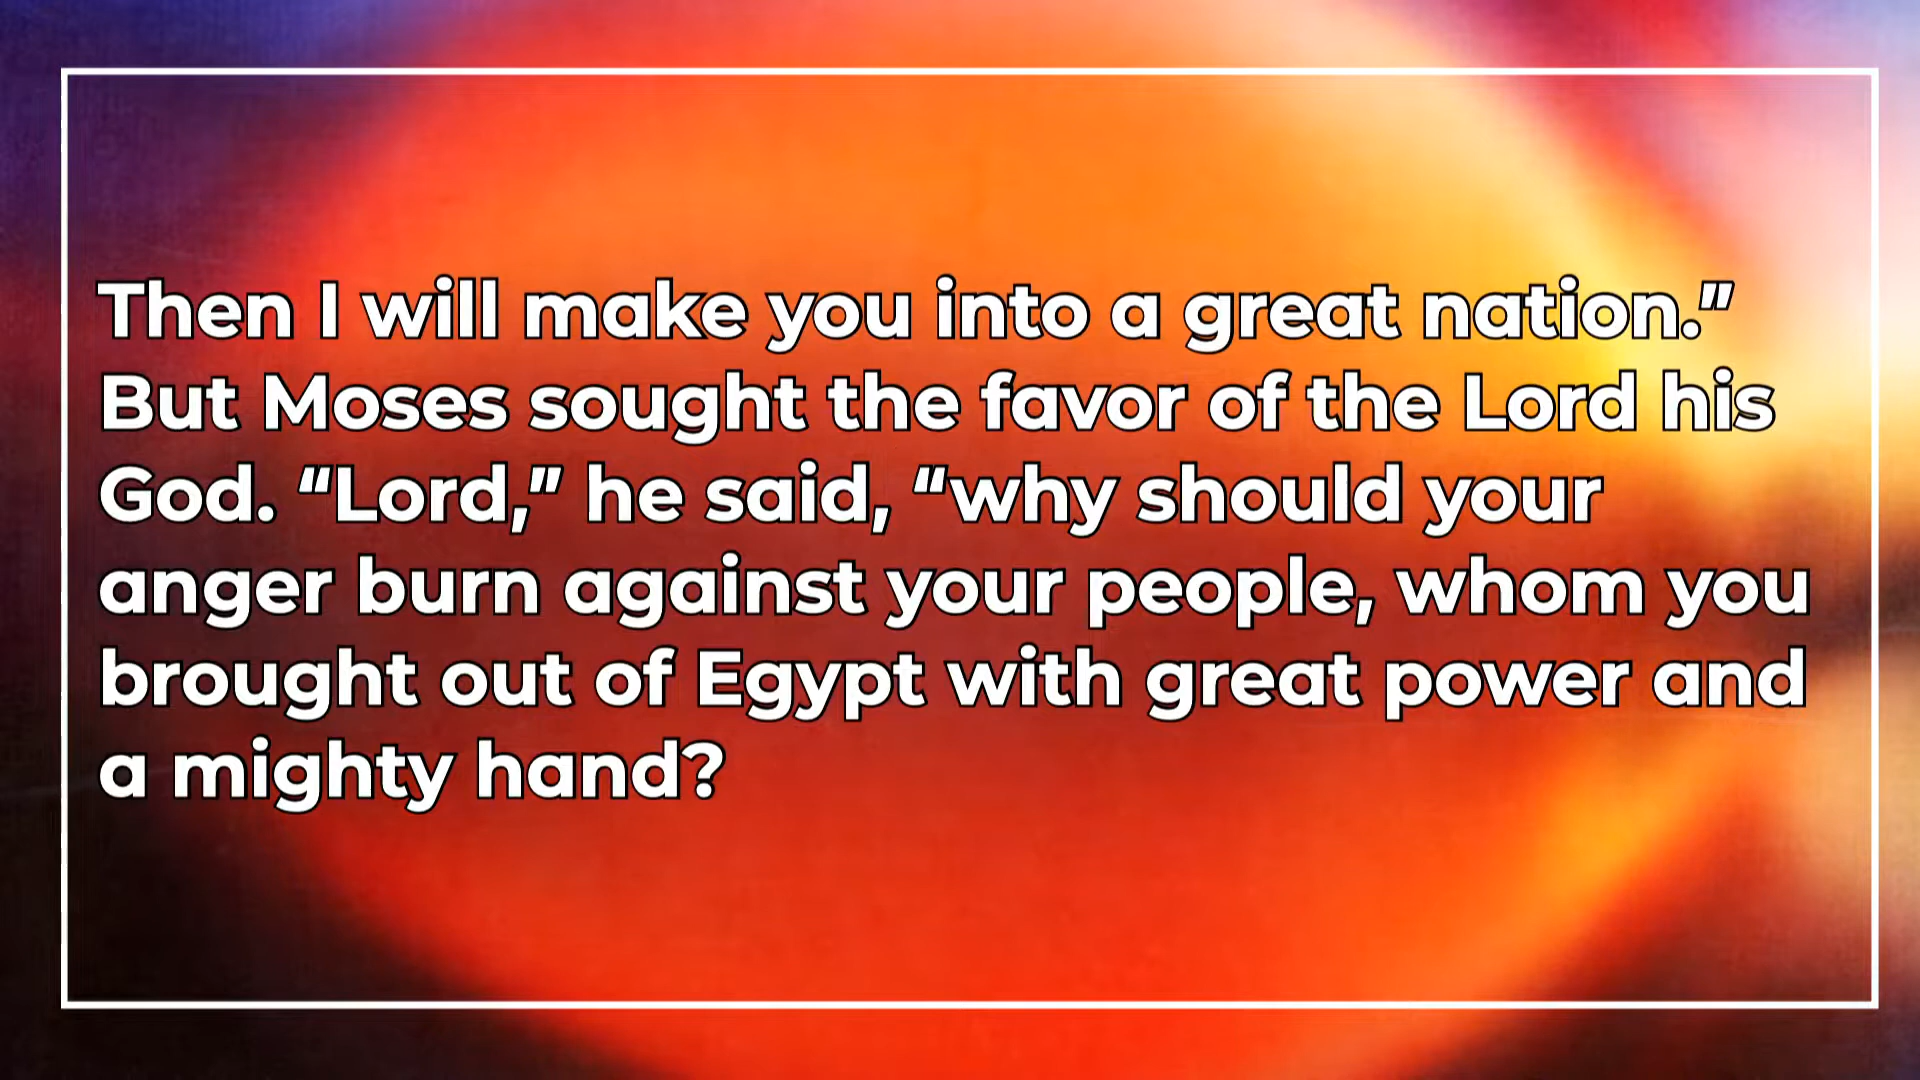 Then I will make you into a great nation.”
But Moses sought the favor of the Lord his
God. “Lord,” he said, “why should your
anger burn against your people, whom you
brought out of Egypt with great power and
a mighty hand?